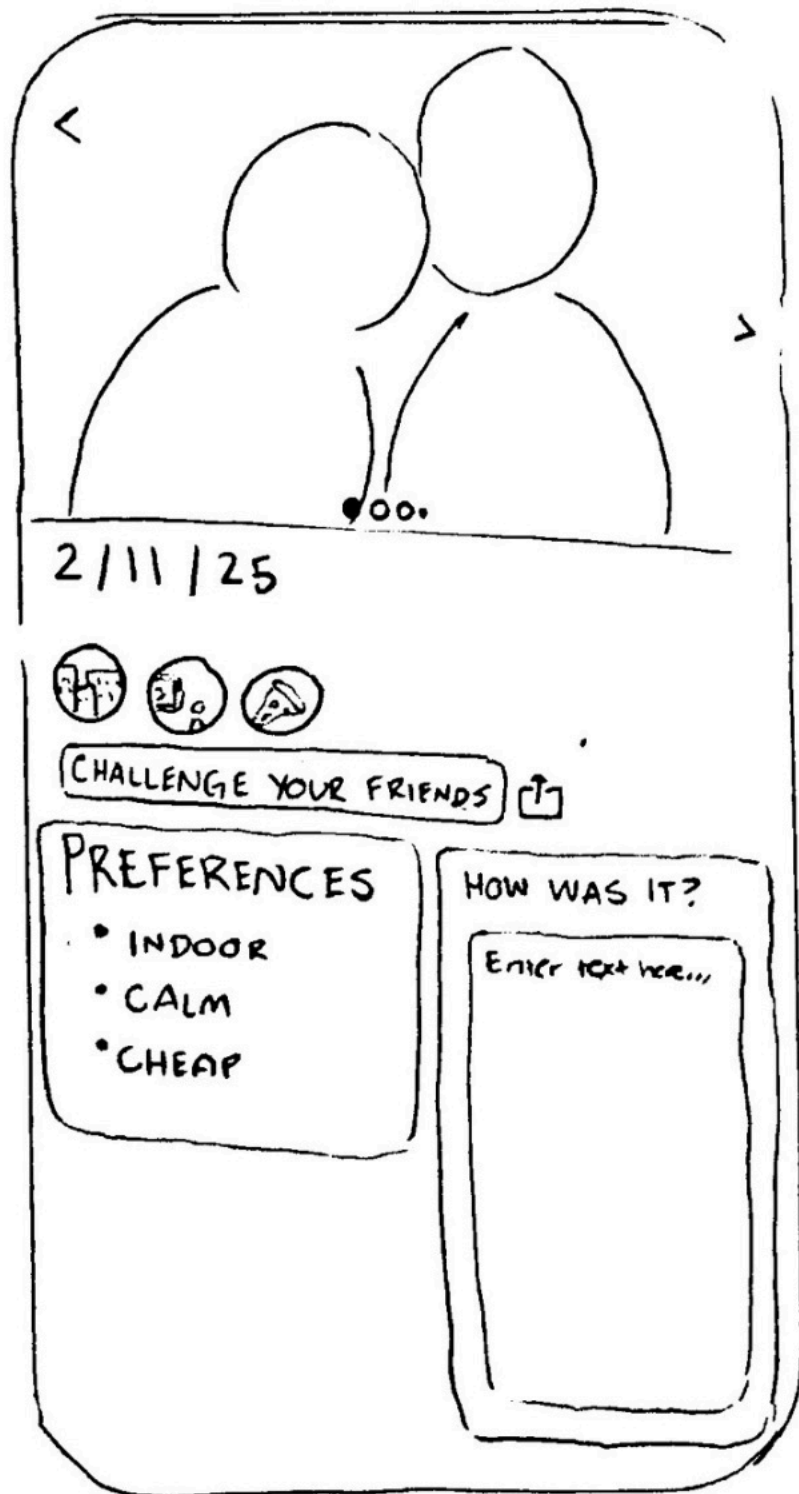 2/11/25
CHALLENGE YOUR FRIENDS
PREFERENCES
• INDOOR
• CALM
• CHEAP
HOW WAS IT?
Enter text here...